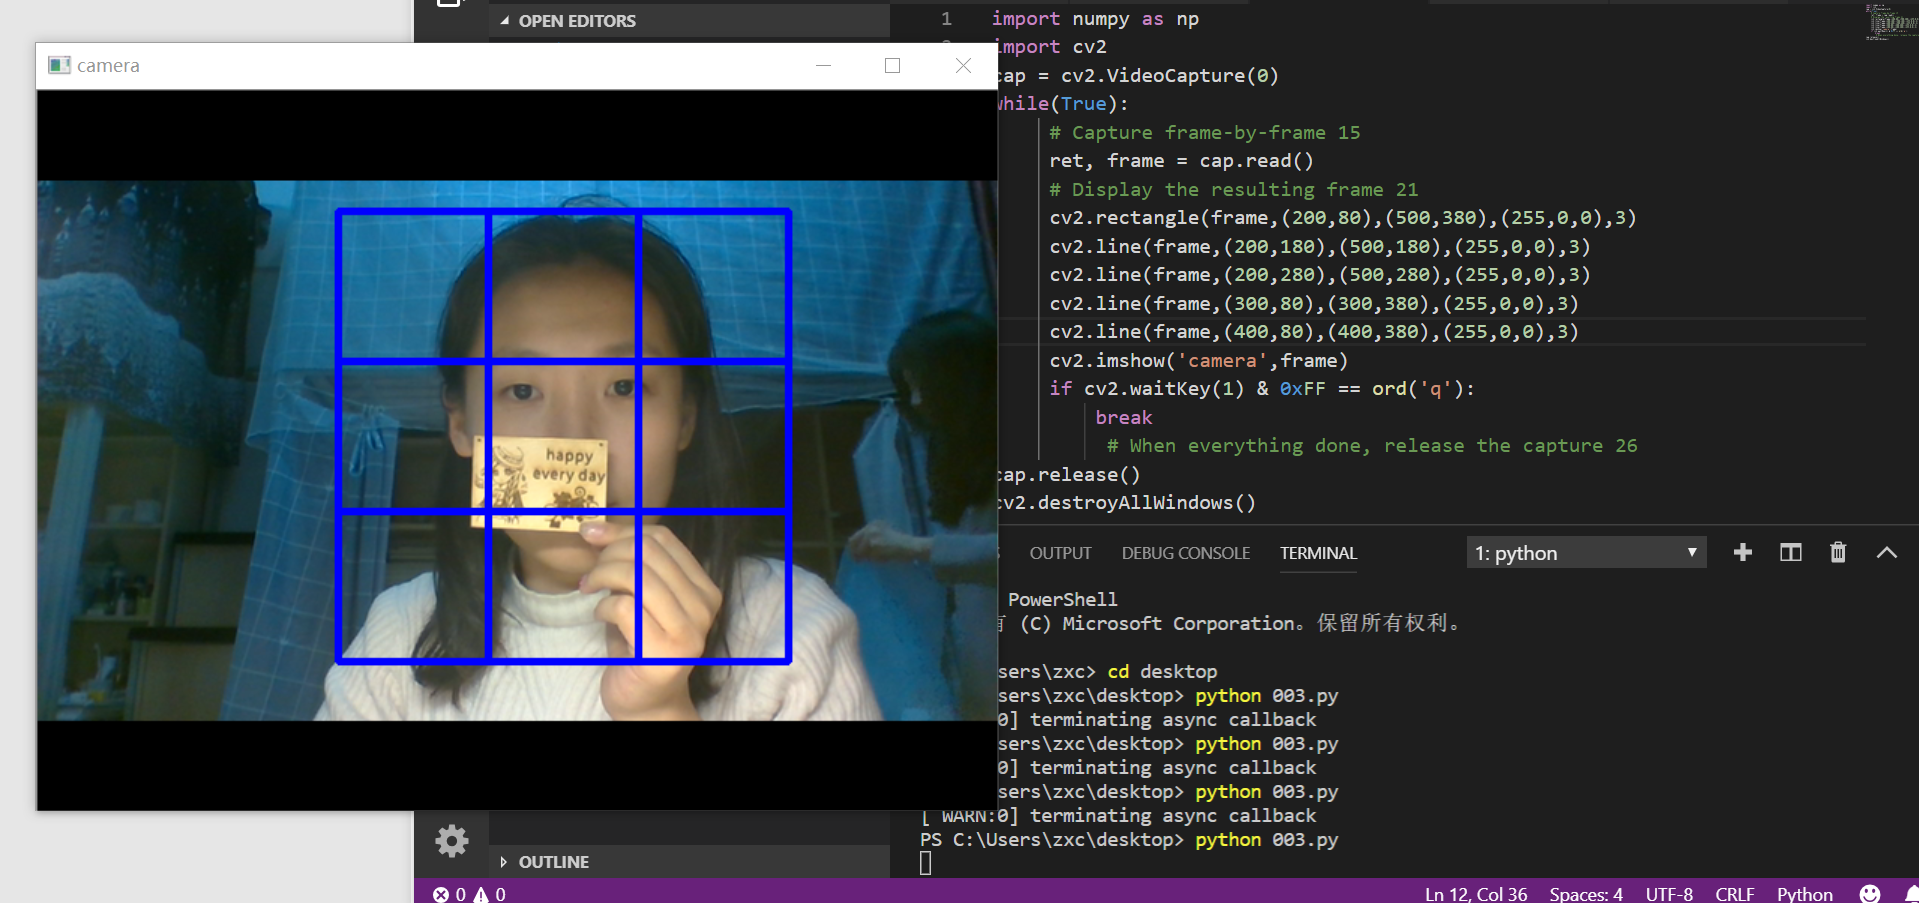 OPEN EDITORS
camera
happy
every day
OUTLINE
1 import numpy as np
import cv2
cap = cv2.VideoCapture(0)
while(True):
# Capture frame-by-frame 15
ret, frame = cap.read()
# Display the resulting frame 21
cv2.rectangle(frame,(200,80),(500,380),(255,0,0),3)
cv2.line(frame,(200,180),(500,180),(255,0,0),3)
cv2.line(frame,(200,280),(500,280),(255,0,0),3)
cv2.line(frame,(300,80),(300,380),(255,0,0),3)
cv2.line(frame,(400,80),(400,380),(255,0,0),3)
cv2.imshow('camera',frame)
if cv2.waitKey(1) & 0xFF == ord('q'):
break
# When everything done, release the capture 26
cap.release()
cv2.destroyAllWindows()
OUTPUT DEBUG CONSOLE TERMINAL 1: python
PowerShell
(C) Microsoft Corporation。保留所有权利。
sers\zxc> cd desktop
sers\zxc\desktop> python 003.py
0] terminating async callback
sers\zxc\desktop> python 003.py
0] terminating async callback
sers\zxc\desktop> python 003.py
[ WARN:0] terminating async callback
PS C:\Users\zxc\desktop> python 003.py
0 0 Ln 12, Col 36 Spaces: 4 UTF-8 CRLF Python